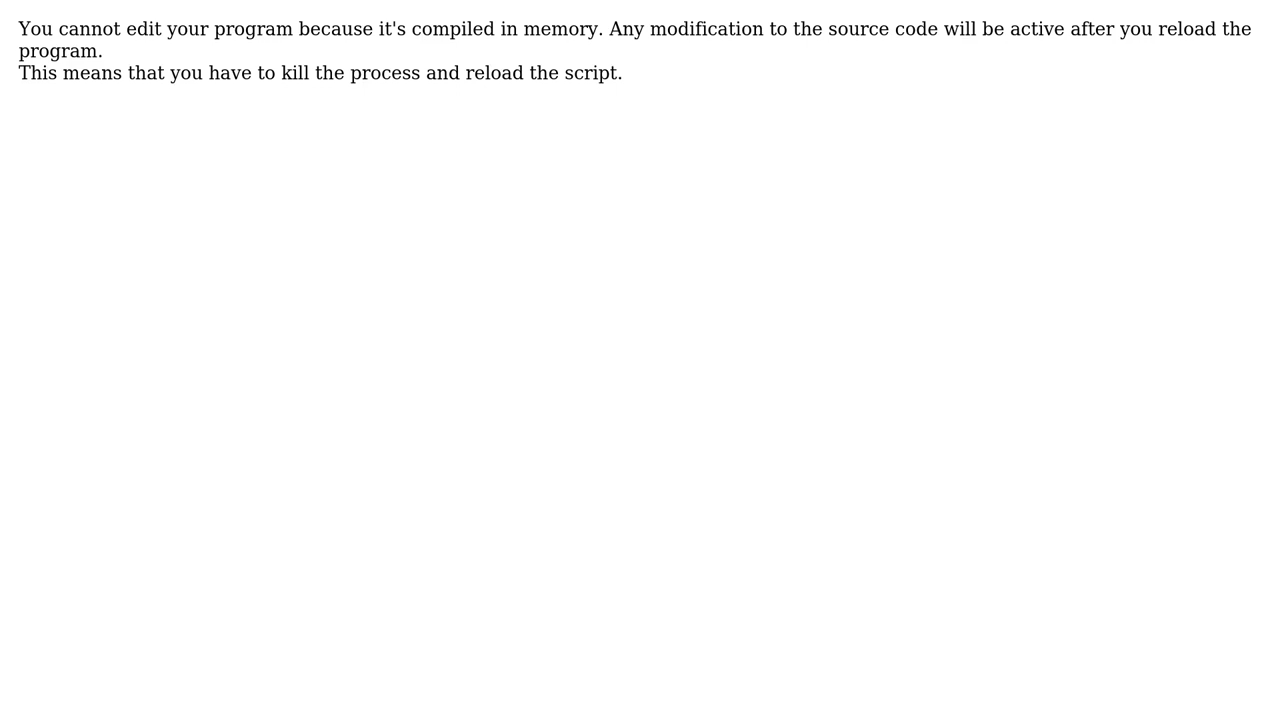 You cannot edit your program because it's compiled in memory. Any modification to the source code will be active after you reload the
program.
This means that you have to kill the process and reload the script.